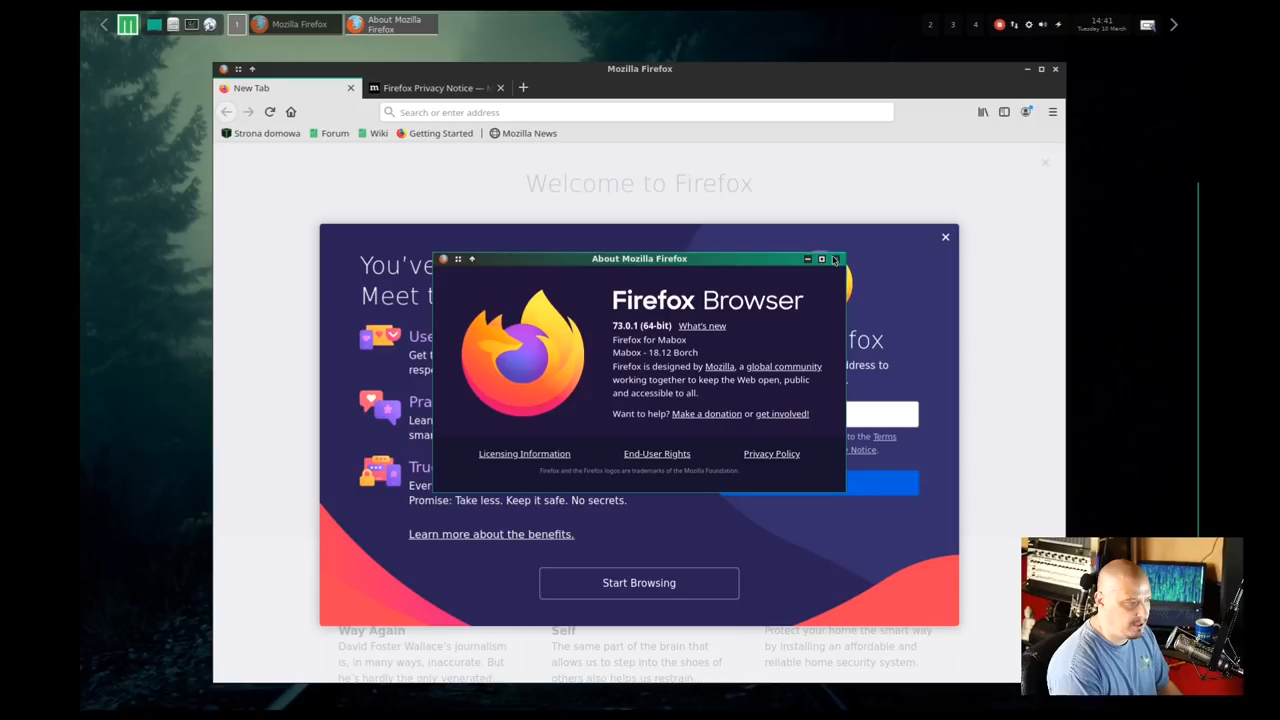 1
Mozilla Firefox
About Mozilla
Firefox
2
3
4
14:41
Tuesday 10 March
Mozilla Firefox
New Tab
Firefox Privacy Notice —
Search or enter address
Strona domowa
Forum
Wiki
Getting Started
Mozilla News
Welcome to Firefox
You've
Meet t
About Mozilla Firefox
Firefox Browser
73.0.1 (64-bit) What's new
Firefox for Mabox
Mabox - 18.12 Borch
Firefox is designed by Mozilla, a global community
working together to keep the Web open, public
and accessible to all.
Want to help? Make a donation or get involved!
Licensing Information
End-User Rights
Privacy Policy
Firefox and the Firefox logos are trademarks of the Mozilla Foundation.
Use
Get t
resp
Pra
Lear
smar
Tru
Ever
Promise: Take less. Keep it safe. No secrets.
Learn more about the benefits.
fox
dress to
to the Terms
Notice.
Start Browsing
Way Again
David Foster Wallace's journalism
is, in many ways, inaccurate. But
he's hardly the only venerated
Self
The same part of the brain that
allows us to step into the shoes of
others also helps us restrain...
Protect your home the smart way
by installing an affordable and
reliable home security system.